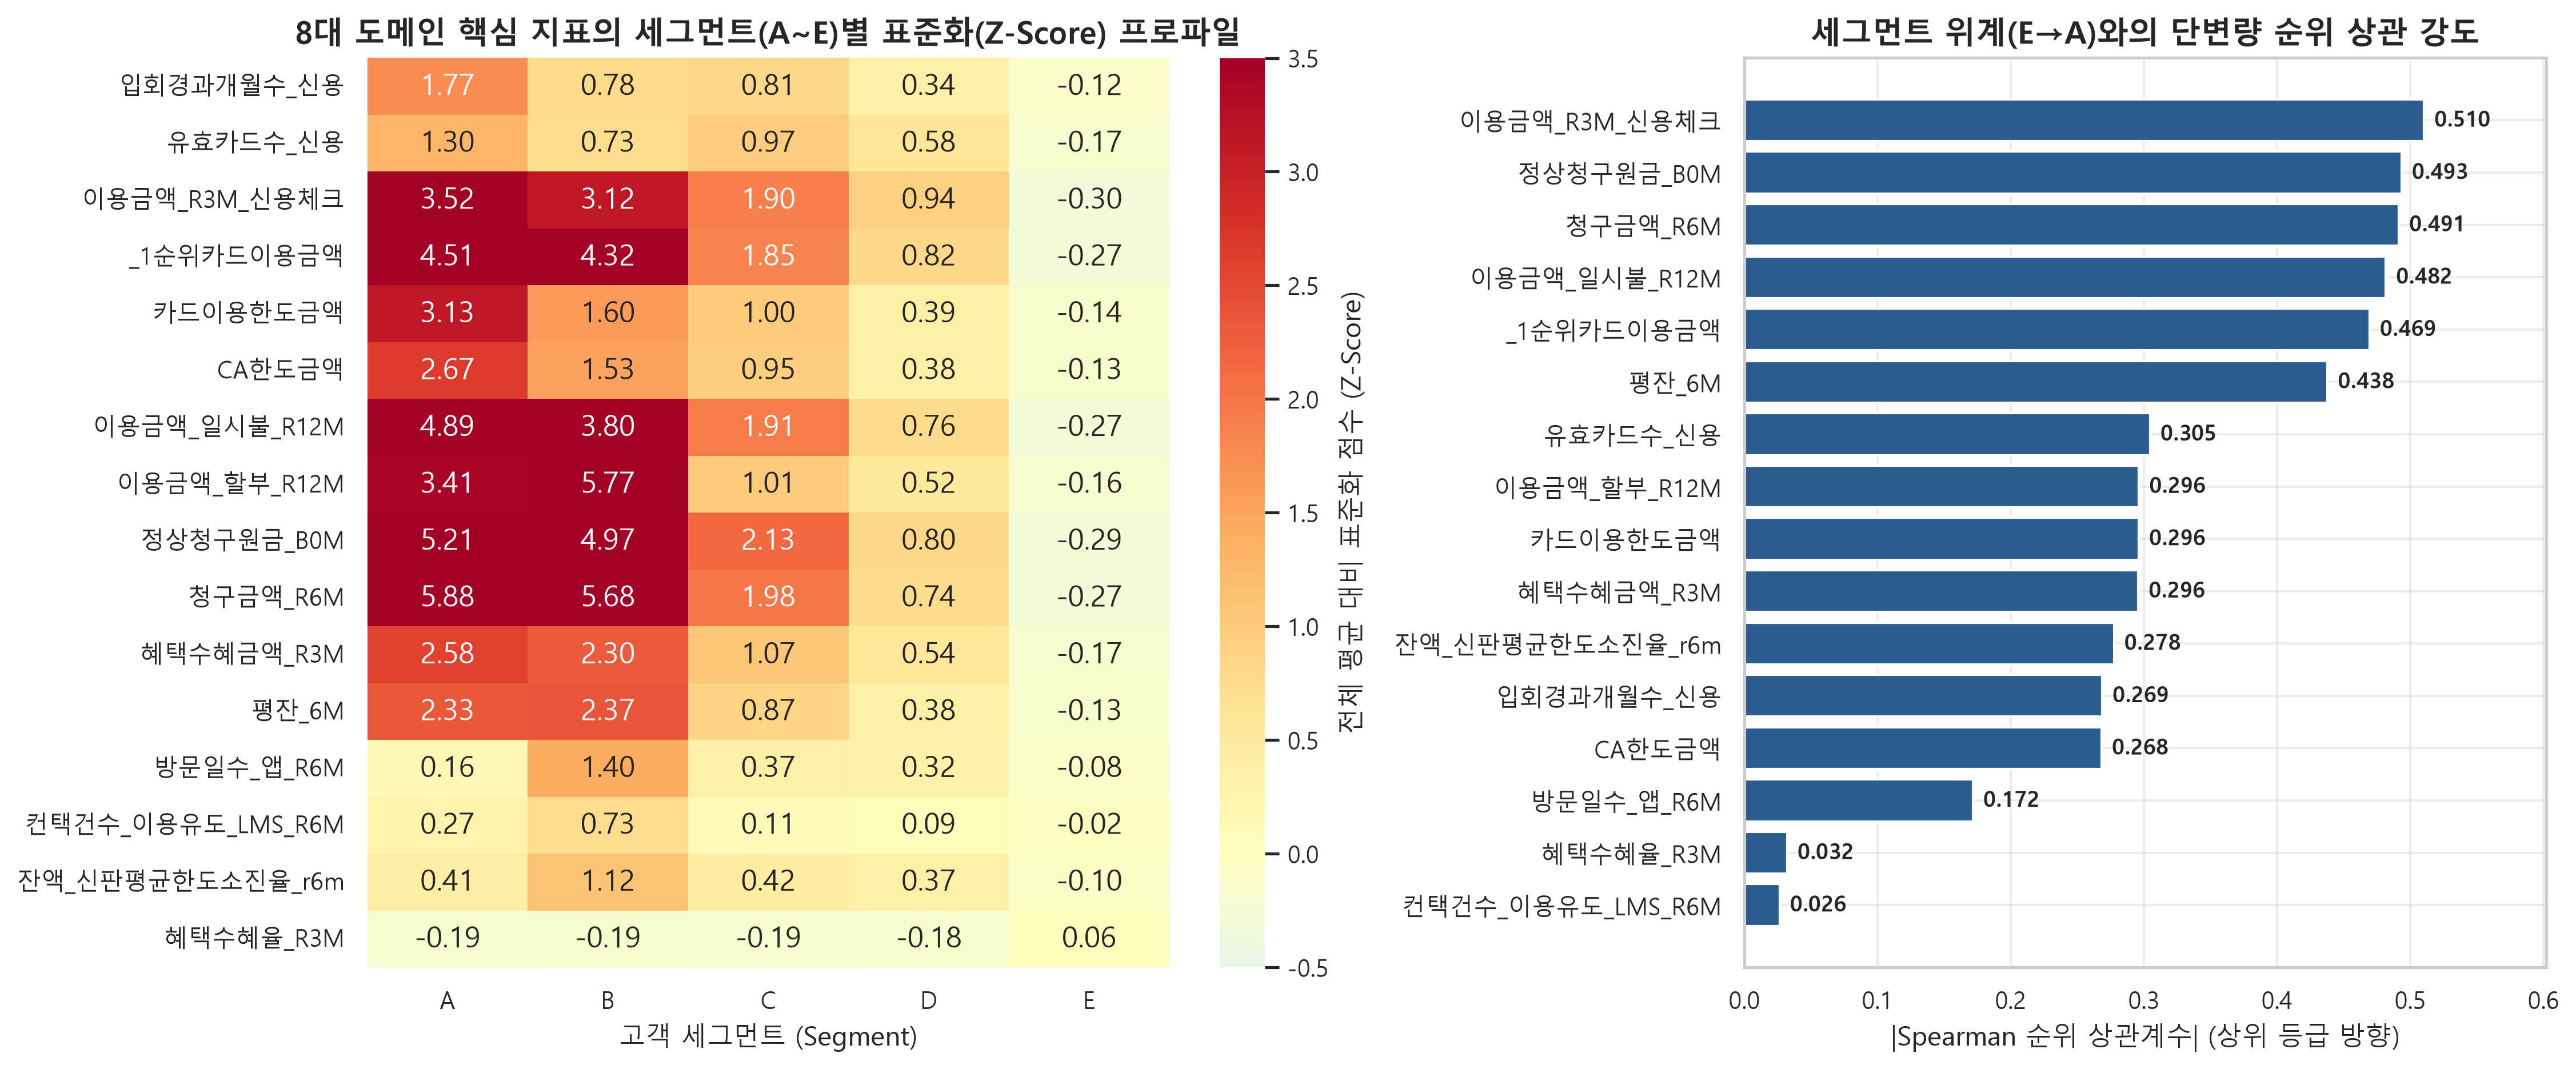 8대 도메인 핵심 지표의 세그먼트(A~E)별 표준화(Z-Score) 프로파일
입회경과개월수_신용 1.77 0.78 0.81 0.34 -0.12
유효카드수_신용 1.30 0.73 0.97 0.58 -0.17
이용금액_R3M_신용체크 3.52 3.12 1.90 0.94 -0.30
_1순위카드이용금액 4.51 4.32 1.85 0.82 -0.27
카드이용한도금액 3.13 1.60 1.00 0.39 -0.14
CA한도금액 2.67 1.53 0.95 0.38 -0.13
이용금액_일시불_R12M 4.89 3.80 1.91 0.76 -0.27
이용금액_할부_R12M 3.41 5.77 1.01 0.52 -0.16
정상청구원금_B0M 5.21 4.97 2.13 0.80 -0.29
청구금액_R6M 5.88 5.68 1.98 0.74 -0.27
혜택수혜금액_R3M 2.58 2.30 1.07 0.54 -0.17
평잔_6M 2.33 2.37 0.87 0.38 -0.13
방문일수_앱_R6M 0.16 1.40 0.37 0.32 -0.08
컨택건수_이용유도_LMS_R6M 0.27 0.73 0.11 0.09 -0.02
잔액_신판평균한도소진율_r6m 0.41 1.12 0.42 0.37 -0.10
혜택수혜율_R3M -0.19 -0.19 -0.19 -0.18 0.06
A B C D E
고객 세그먼트 (Segment)
3.5
3.0
2.5
2.0
1.5
1.0
0.5
0.0
-0.5
전체 평균 대비 표준화 점수 (Z-Score)
세그먼트 위계(E→A)와의 단변량 순위 상관 강도
이용금액_R3M_신용체크 0.510
정상청구원금_B0M 0.493
청구금액_R6M 0.491
이용금액_일시불_R12M 0.482
_1순위카드이용금액 0.469
평잔_6M 0.438
유효카드수_신용 0.305
이용금액_할부_R12M 0.296
카드이용한도금액 0.296
혜택수혜금액_R3M 0.296
잔액_신판평균한도소진율_r6m 0.278
입회경과개월수_신용 0.269
CA한도금액 0.268
방문일수_앱_R6M 0.172
혜택수혜율_R3M 0.032
컨택건수_이용유도_LMS_R6M 0.026
0.0 0.1 0.2 0.3 0.4 0.5 0.6
|Spearman 순위 상관계수| (상위 등급 방향)